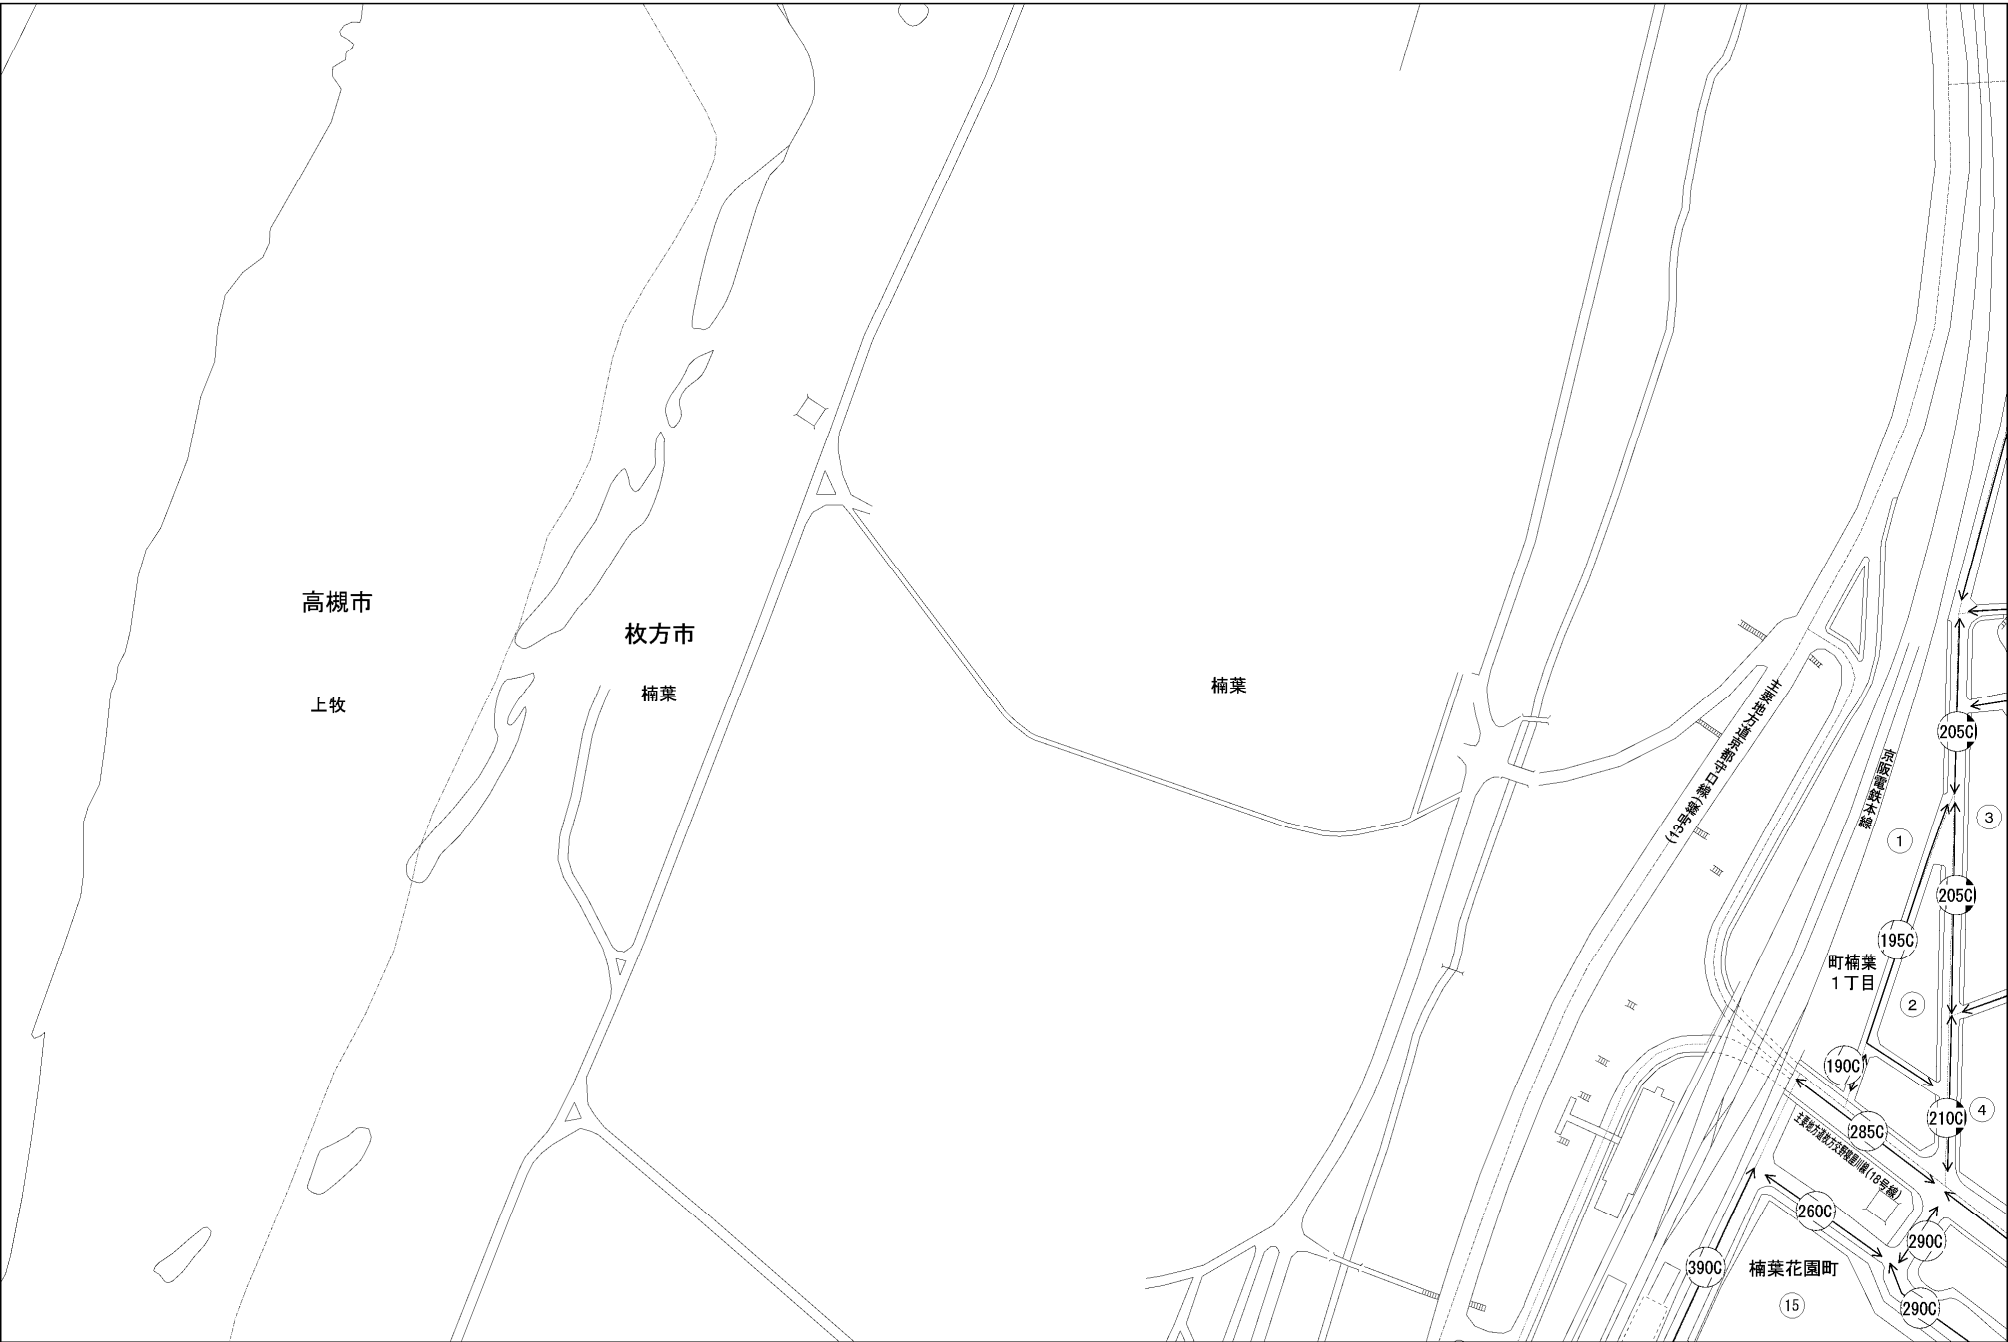 高槻市
上牧
枚方市
楠葉
楠葉
主要地方道京都守口線
(13号線)
京阪電鉄本線
205C
③
①
205C
195C
町楠葉
１丁目
②
190C
210C
④
285C
主要地方道枚方交野寝屋川線(18号線)
260C
290C
390C
楠葉花園町
⑮
290C